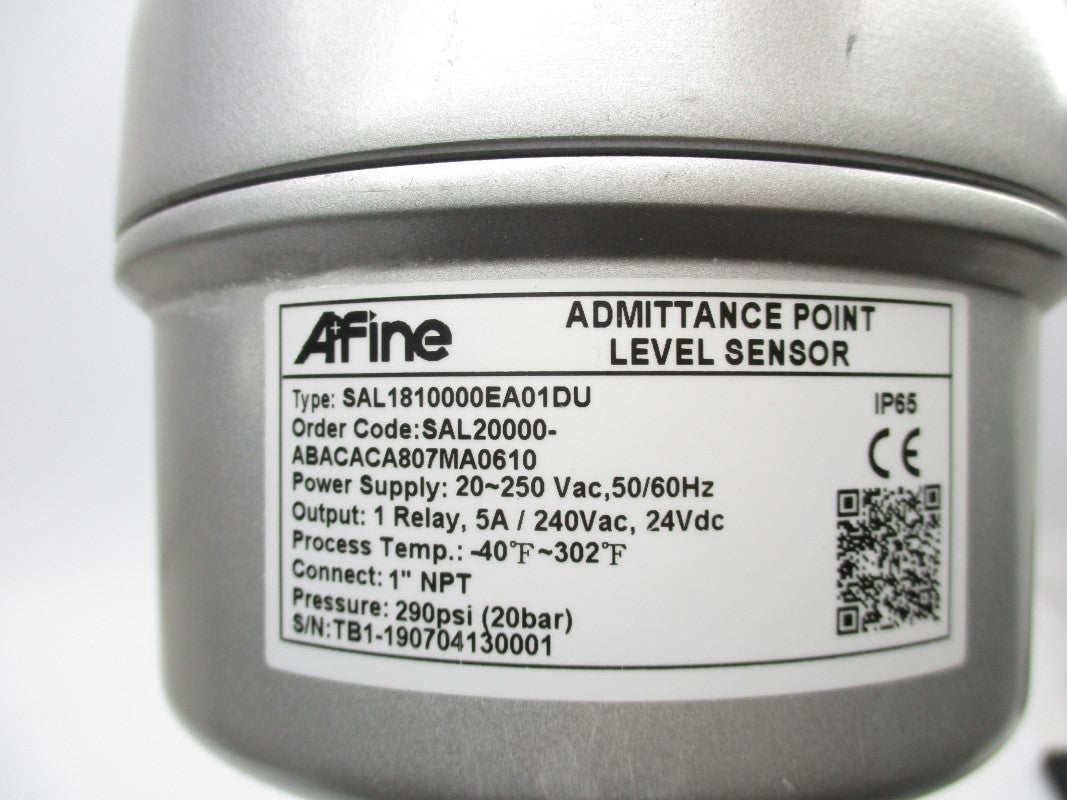 Afine
ADMITTANCE POINT
LEVEL SENSOR
Type: SAL1810000EA01DU
Order Code:SAL20000-
ABACACA807MA0610
Power Supply: 20~250 Vac,50/60Hz
Output: 1 Relay, 5A / 240Vac, 24Vdc
Process Temp.: -40℉~302℉
Connect: 1" NPT
Pressure: 290psi (20bar)
S/N:TB1-190704130001
IP65
CE